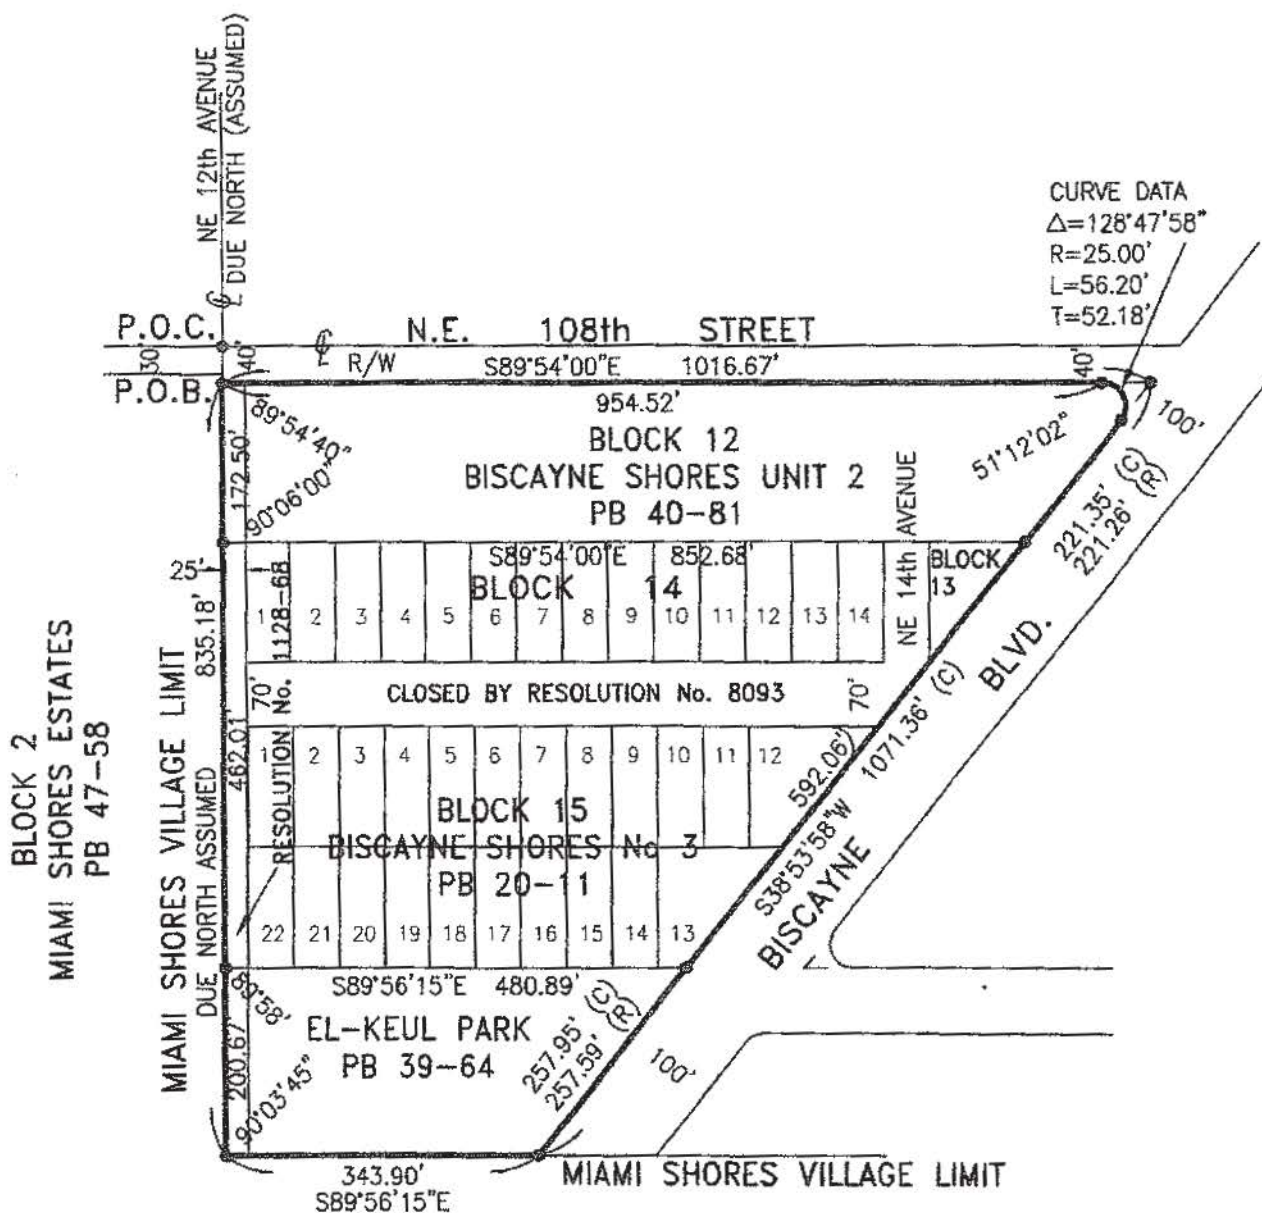 NE 12th AVENUE
DUE NORTH (ASSUMED)
CURVE DATA
Δ=128°47'58"
R=25.00'
L=56.20'
T=52.18'
P.O.C.
N.E. 108th STREET
30'
40'
℄
℄
R/W
S89°54'00"E 1016.67'
40'
P.O.B.
954.52'
89°54'40"
100'
172.50'
BLOCK 12
BISCAYNE SHORES UNIT 2
PB 40-81
51°12'02"
90°06'00"
NE 14th AVENUE
221.35' (C)
221.26' (R)
S89°54'00"E 852.68'
25'
BLOCK 14
BLOCK
13
1 2 3 4 5 6 7 8 9 10 11 12 13 14
835.18'
RESOLUTION No. 1128-68
70'
CLOSED BY RESOLUTION No. 8093
70'
BLVD.
BLOCK 2
MIAMI SHORES ESTATES
PB 47-58
MIAMI SHORES VILLAGE LIMIT
DUE NORTH ASSUMED
462.01'
1 2 3 4 5 6 7 8 9 10 11 12
592.06'
S38°53'58"W 1071.36' (C)
BLOCK 15
BISCAYNE SHORES No 3
PB 20-11
BISCAYNE
22 21 20 19 18 17 16 15 14 13
S89°56'15"E 480.89'
89°58'
EL-KEUL PARK
PB 39-64
257.95' (C)
257.59' (R)
100'
200.67'
90°03'45"
343.90'
S89°56'15"E
MIAMI SHORES VILLAGE LIMIT